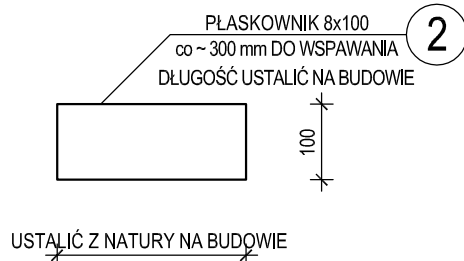 PŁASKOWNIK 8x100
2
co ~ 300 mm DO WSPAWANIA
DŁUGOŚĆ USTALIĆ NA BUDOWIE
100
USTALIĆ Z NATURY NA BUDOWIE